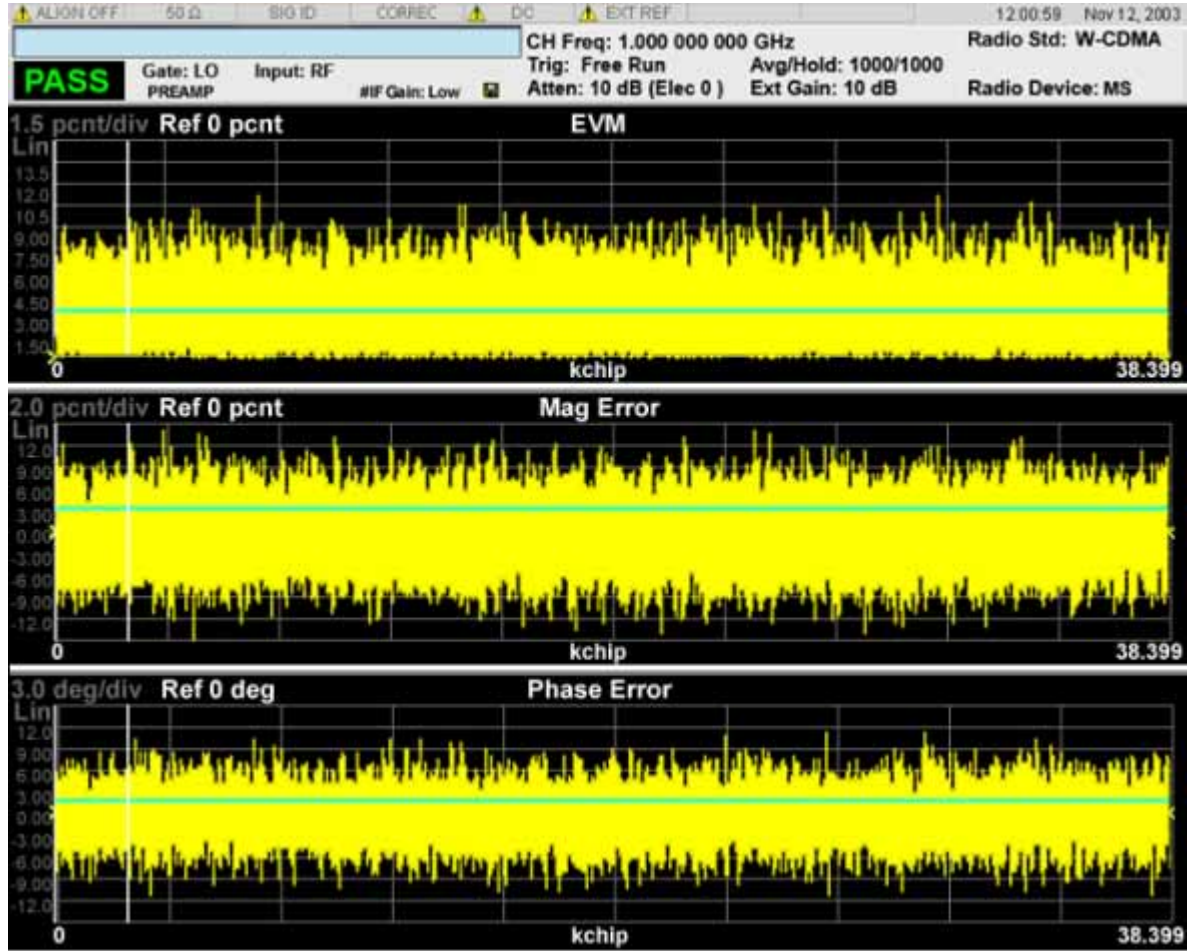 ALIGN OFF 50 Ω SIG ID CORREC DC EXT REF 12:00:59 Nov 12, 2003
CH Freq: 1.000 000 000 GHz Radio Std: W-CDMA
PASS Gate: LO Input: RF Trig: Free Run Avg/Hold: 1000/1000
PREAMP #IF Gain: Low Atten: 10 dB (Elec 0 ) Ext Gain: 10 dB Radio Device: MS
1.5 pcnt/div Ref 0 pcnt EVM
Lin
13.5
12.0
10.5
9.00
7.50
6.00
4.50
3.00
1.50
0 kchip 38.399
2.0 pcnt/div Ref 0 pcnt Mag Error
Lin
12.0
9.00
6.00
3.00
0.00
-3.00
-6.00
-9.00
-12.0
0 kchip 38.399
3.0 deg/div Ref 0 deg Phase Error
Lin
12.0
9.00
6.00
3.00
0.00
-3.00
-6.00
-9.00
-12.0
0 kchip 38.399